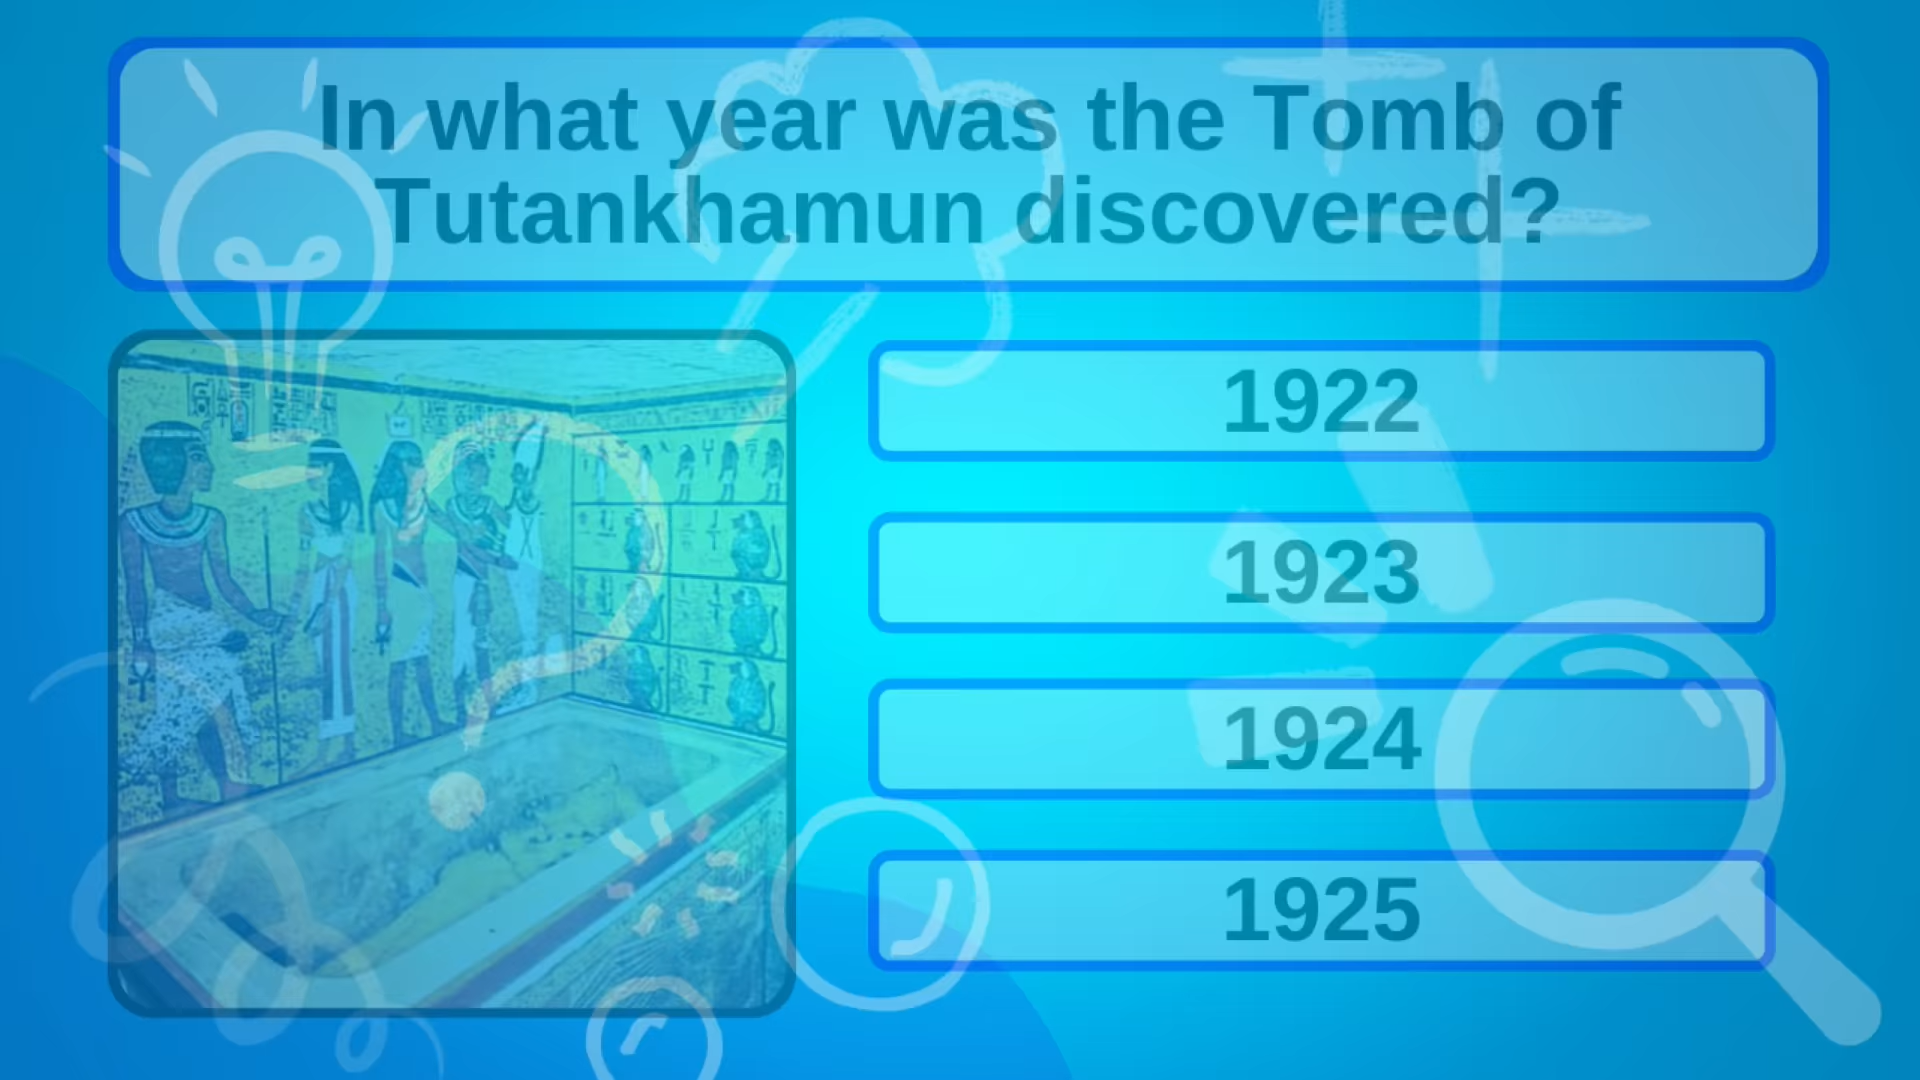 In what year was the Tomb of
Tutankhamun discovered?
1922
1923
1924
1925